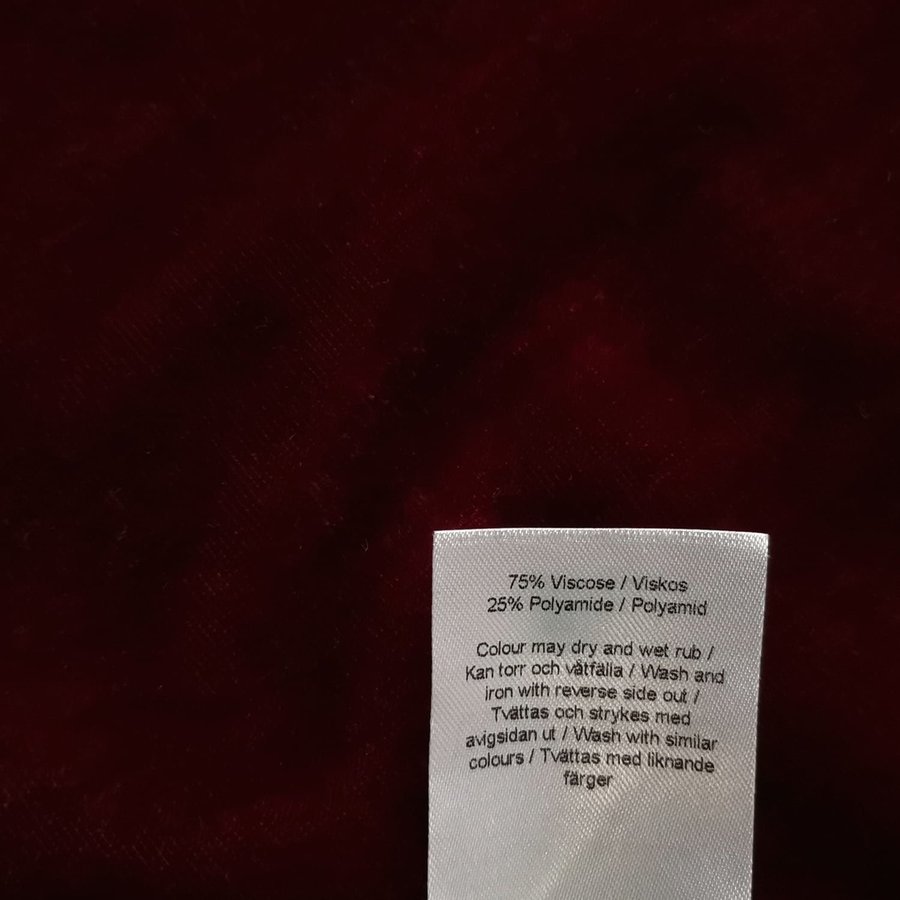 75% Viscose / Viskos
25% Polyamide / Polyamid
Colour may dry and wet rub /
Kan torr och våtfälla / Wash and
iron with reverse side out /
Tvättas och strykes med
avigsidan ut / Wash with similar
colours / Tvättas med liknande
färger